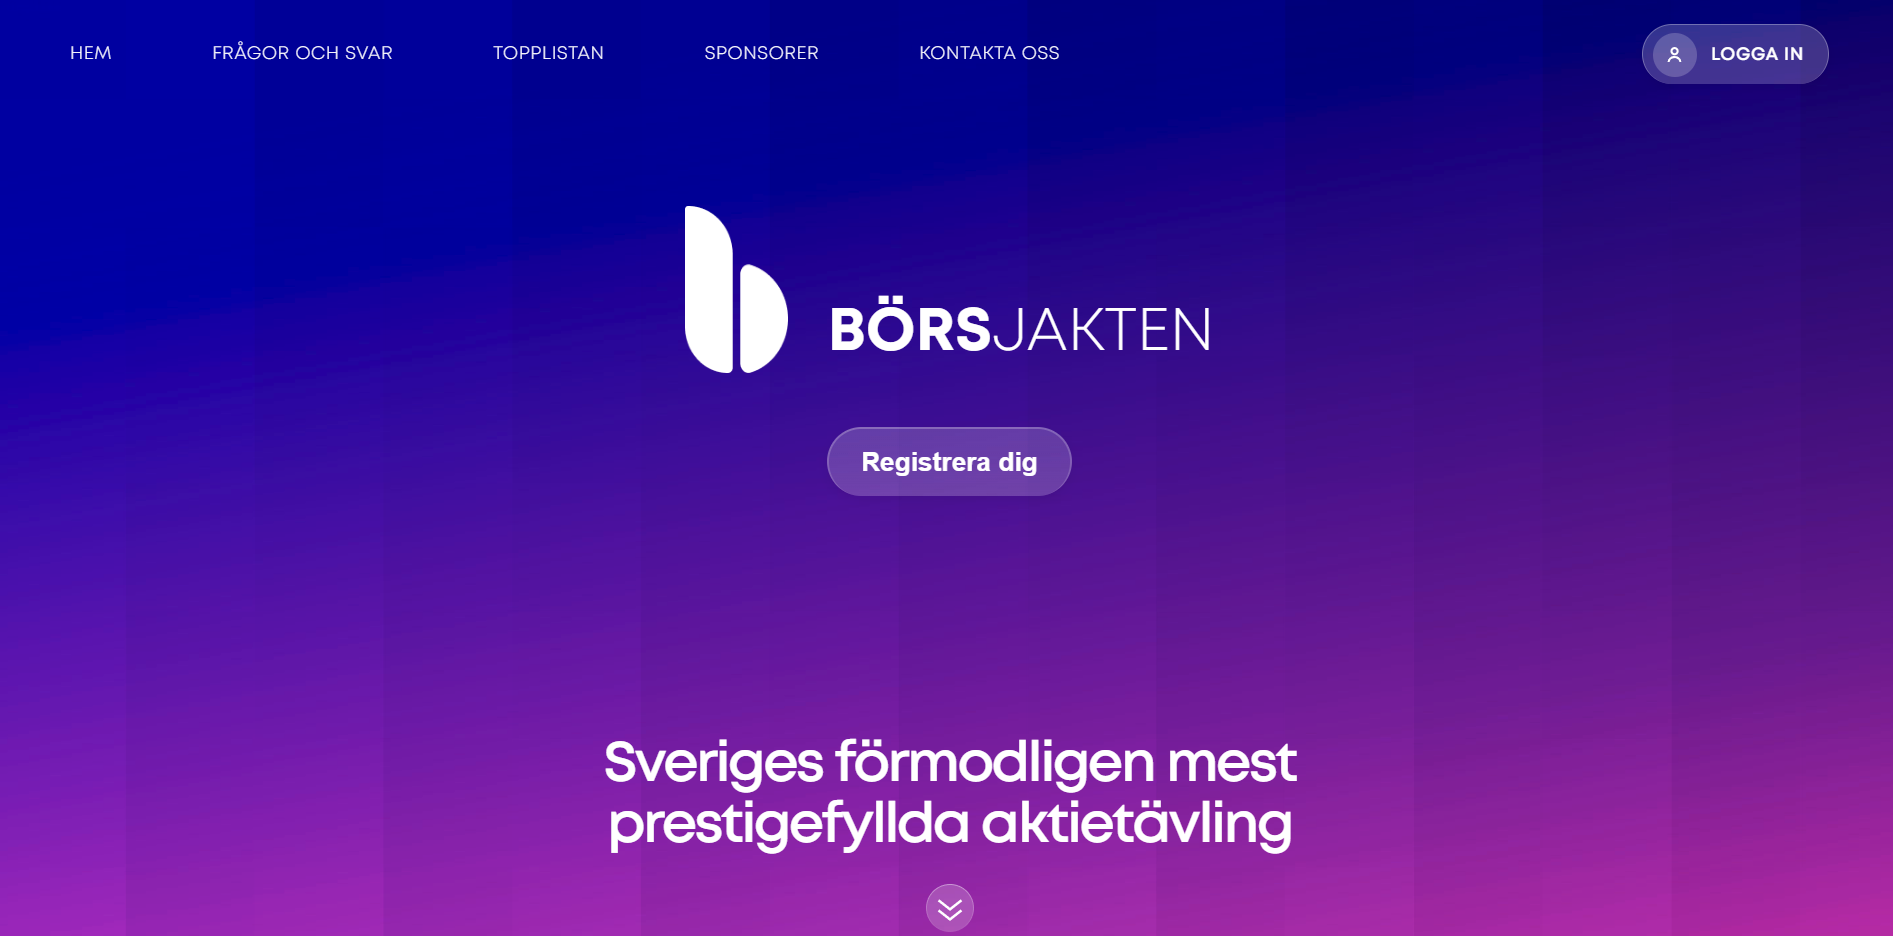 HEM
FRÅGOR OCH SVAR
TOPPLISTAN
SPONSORER
KONTAKTA OSS
LOGGA IN
BÖRSJAKTEN
Registrera dig
Sveriges förmodligen mest
prestigefyllda aktietävling